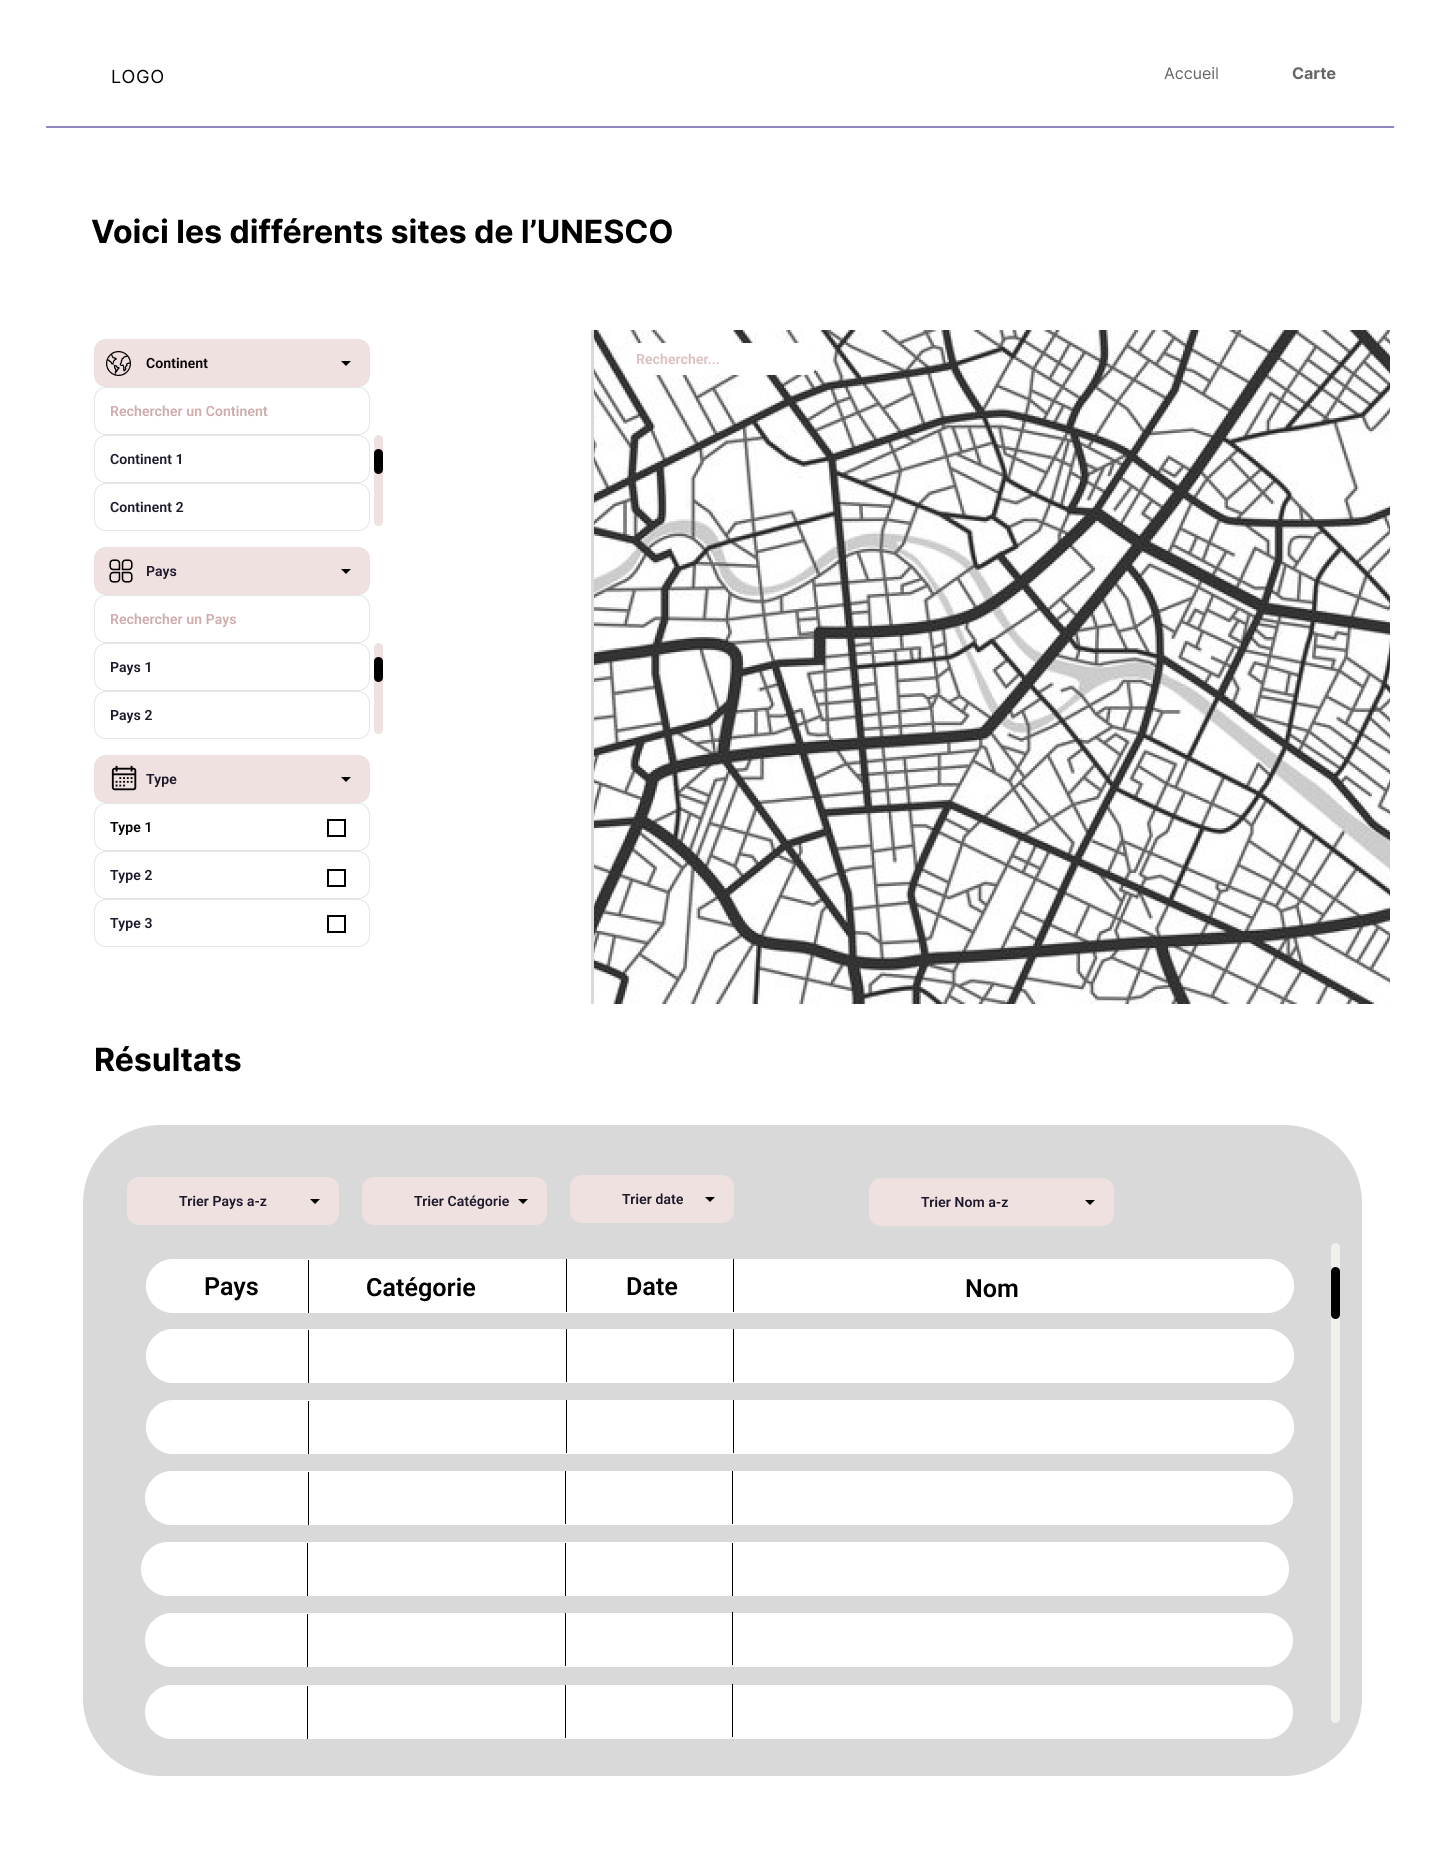 LOGO
Accueil
Carte
Voici les différents sites de l’UNESCO
Continent
Rechercher un Continent
Continent 1
Continent 2
Pays
Rechercher un Pays
Pays 1
Pays 2
Type
Type 1
Type 2
Type 3
Rechercher...
Résultats
Trier Pays a-z
Trier Catégorie
Trier date
Trier Nom a-z
Pays
Catégorie
Date
Nom